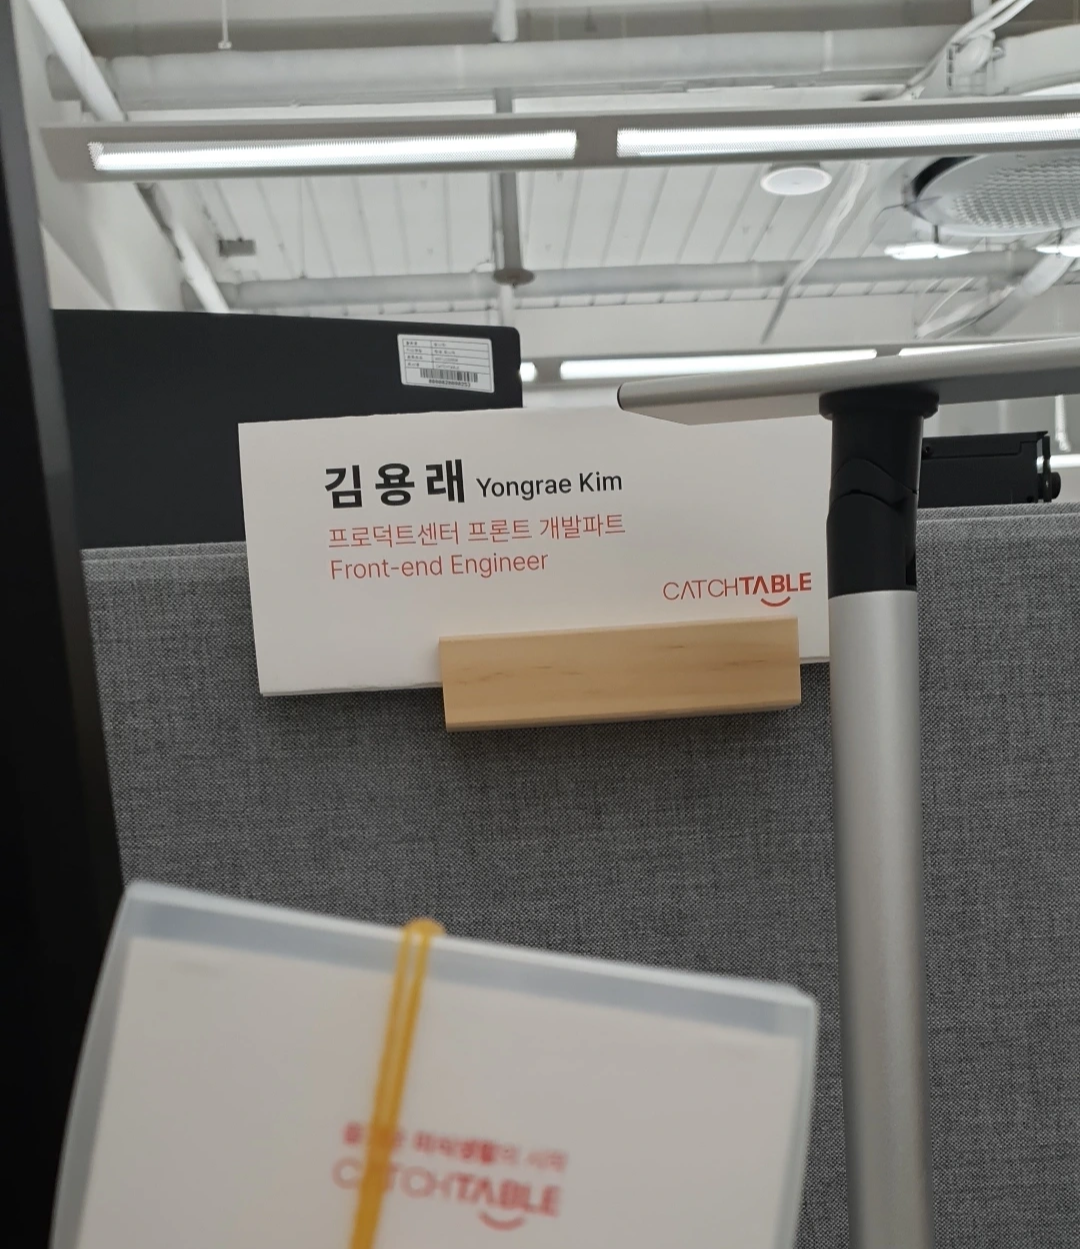 김용래 Yongrae Kim
프로덕트센터 프론트 개발파트
Front-end Engineer
CATCHTABLE
CATCHTABLE